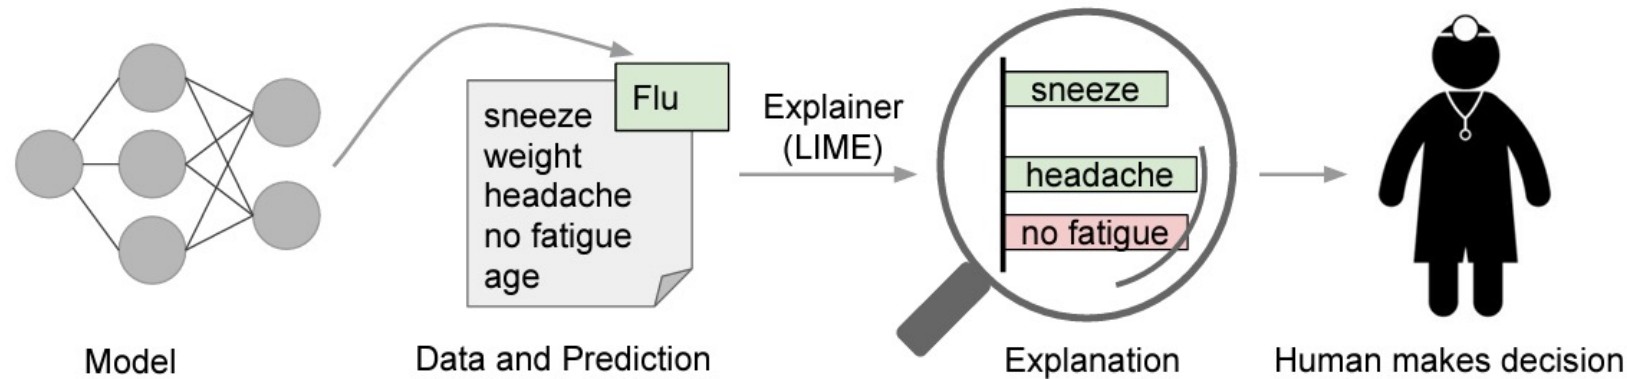 Model
Flu
sneeze
weight
headache
no fatigue
age
Data and Prediction
Explainer
(LIME)
sneeze
headache
no fatigue
Explanation
Human makes decision